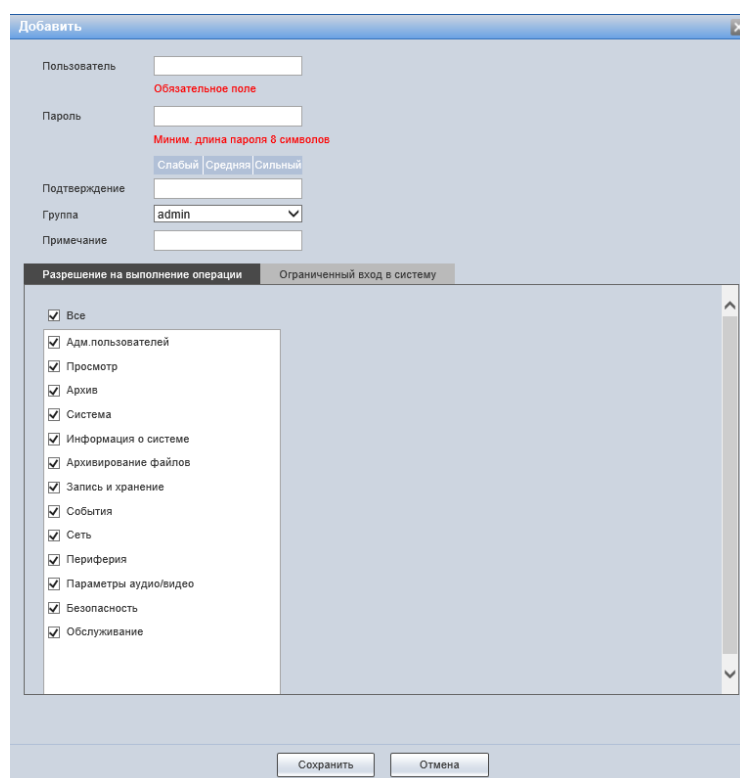 Добавить
Пользователь
Обязательное поле
Пароль
Миним. длина пароля 8 символов
Слабый Средняя Сильный
Подтверждение
Группа admin
Примечание
Разрешение на выполнение операции Ограниченный вход в систему
Все
Адм.пользователей
Просмотр
Архив
Система
Информация о системе
Архивирование файлов
Запись и хранение
События
Сеть
Периферия
Параметры аудио/видео
Безопасность
Обслуживание
Сохранить Отмена